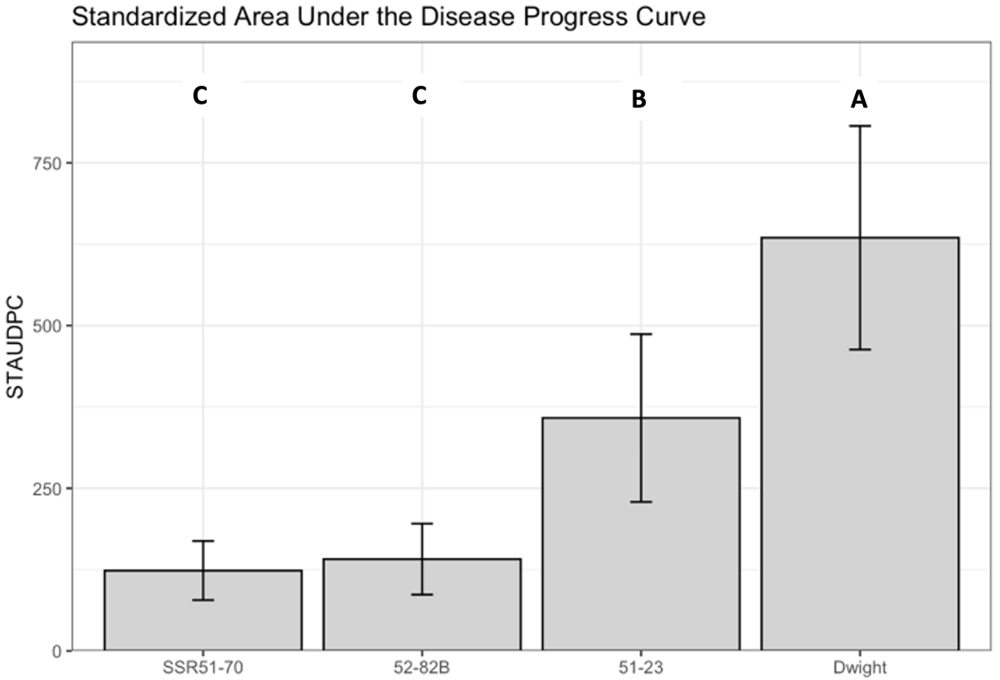 Standardized Area Under the Disease Progress Curve
C C B A
750
500
250
0
STAUDPC
SSR51-70 52-82B 51-23 Dwight